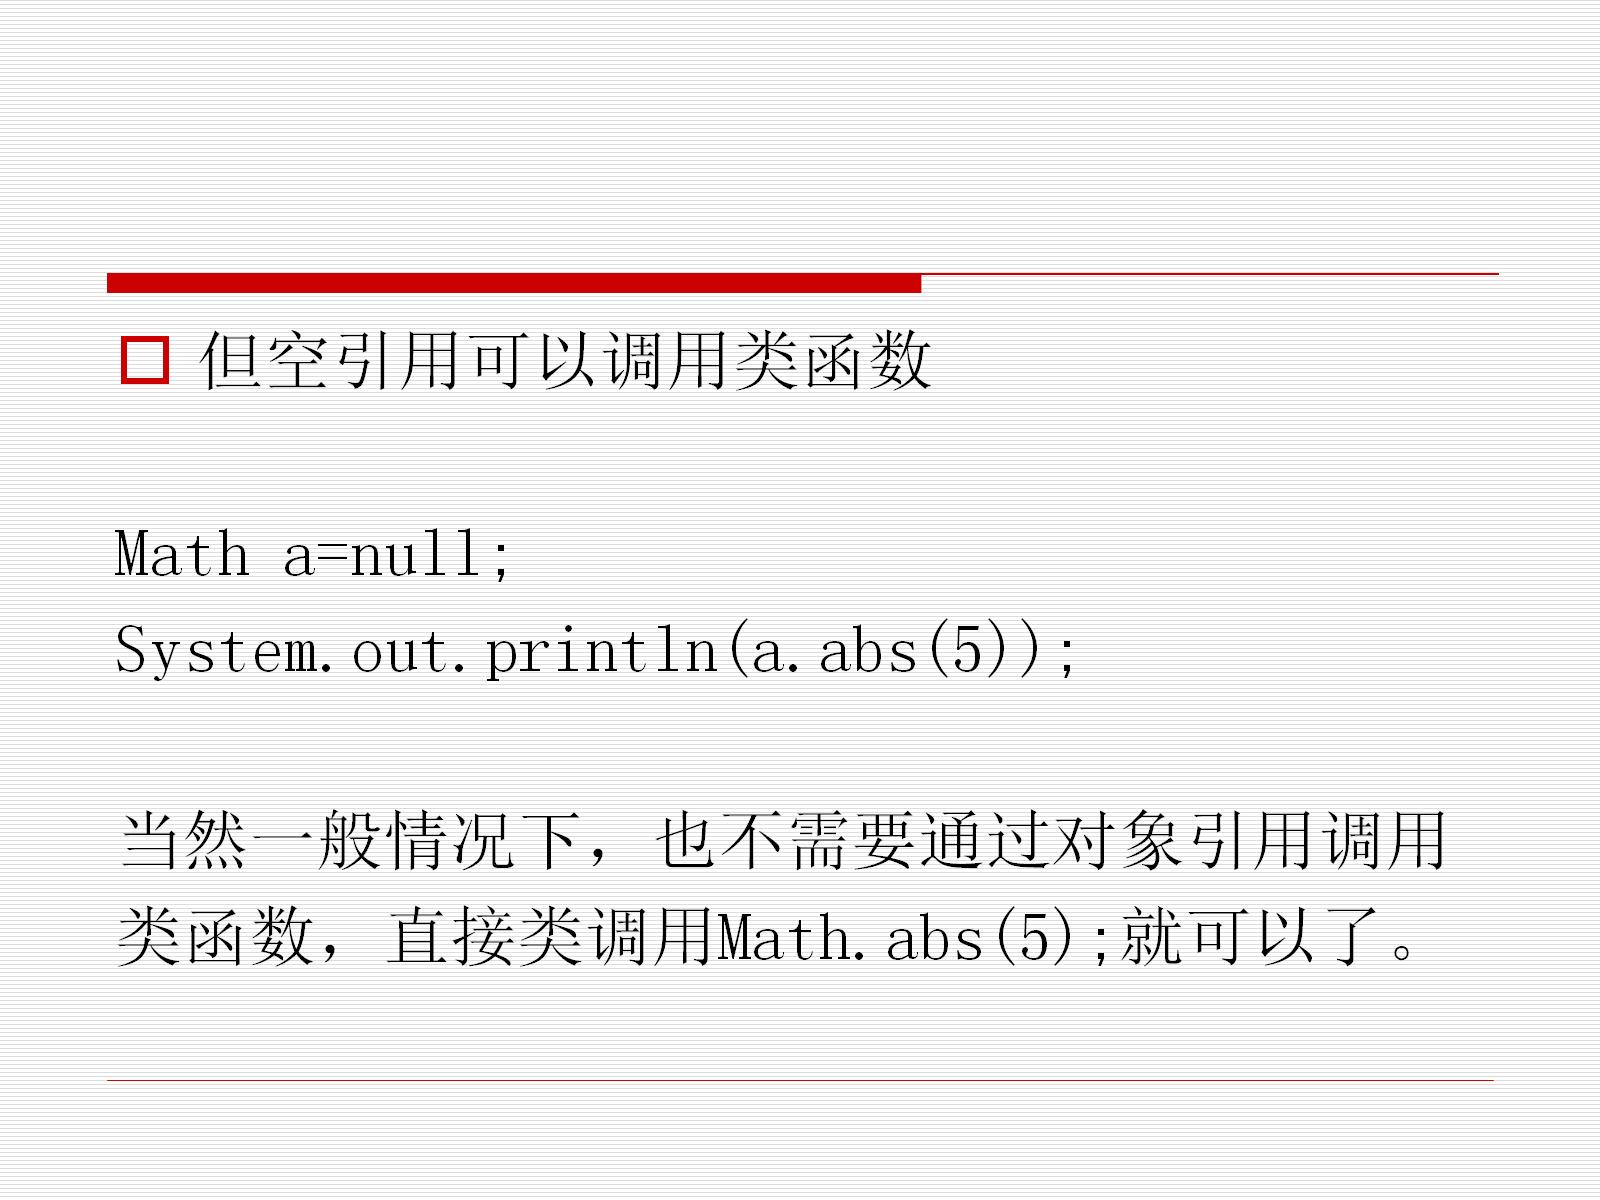 但空引用可以调用类函数
Math a=null;
System.out.println(a.abs(5));
当然一般情况下，也不需要通过对象引用调用
类函数，直接类调用Math.abs(5);就可以了。